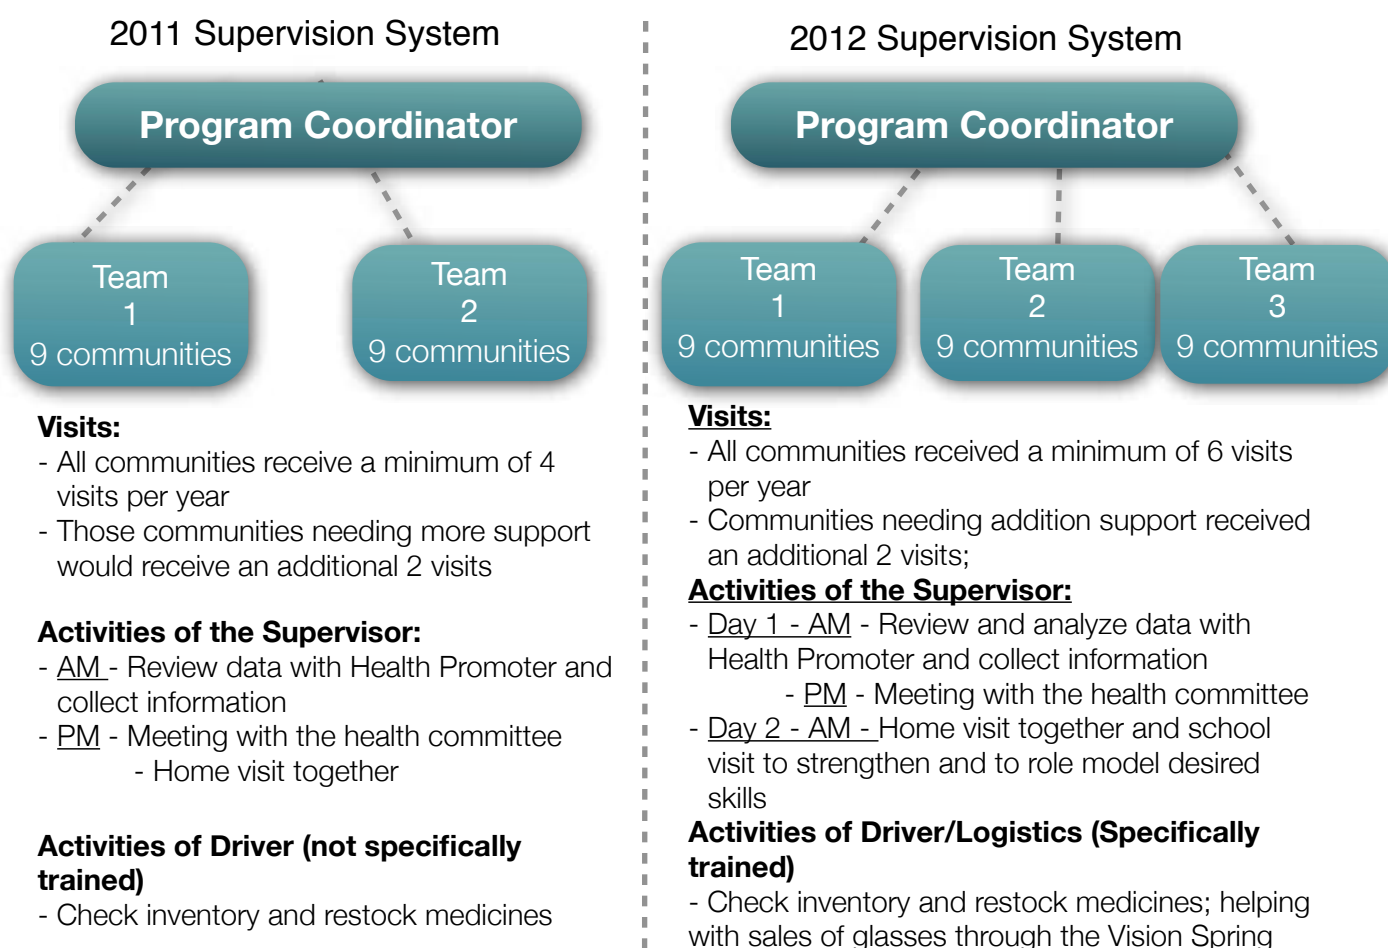 2011 Supervision System
Program Coordinator
Team
1
9 communities
Team
2
9 communities
Visits:
- All communities receive a minimum of 4
visits per year
- Those communities needing more support
would receive an additional 2 visits
Activities of the Supervisor:
- AM - Review data with Health Promoter and
collect information
- PM - Meeting with the health committee
- Home visit together
Activities of Driver (not specifically
trained)
- Check inventory and restock medicines
2012 Supervision System
Program Coordinator
Team
1
9 communities
Team
2
9 communities
Team
3
9 communities
Visits:
- All communities received a minimum of 6 visits
per year
- Communities needing addition support received
an additional 2 visits;
Activities of the Supervisor:
- Day 1 - AM - Review and analyze data with
Health Promoter and collect information
- PM - Meeting with the health committee
- Day 2 - AM - Home visit together and school
visit to strengthen and to role model desired
skills
Activities of Driver/Logistics (Specifically
trained)
- Check inventory and restock medicines; helping
with sales of glasses through the Vision Spring